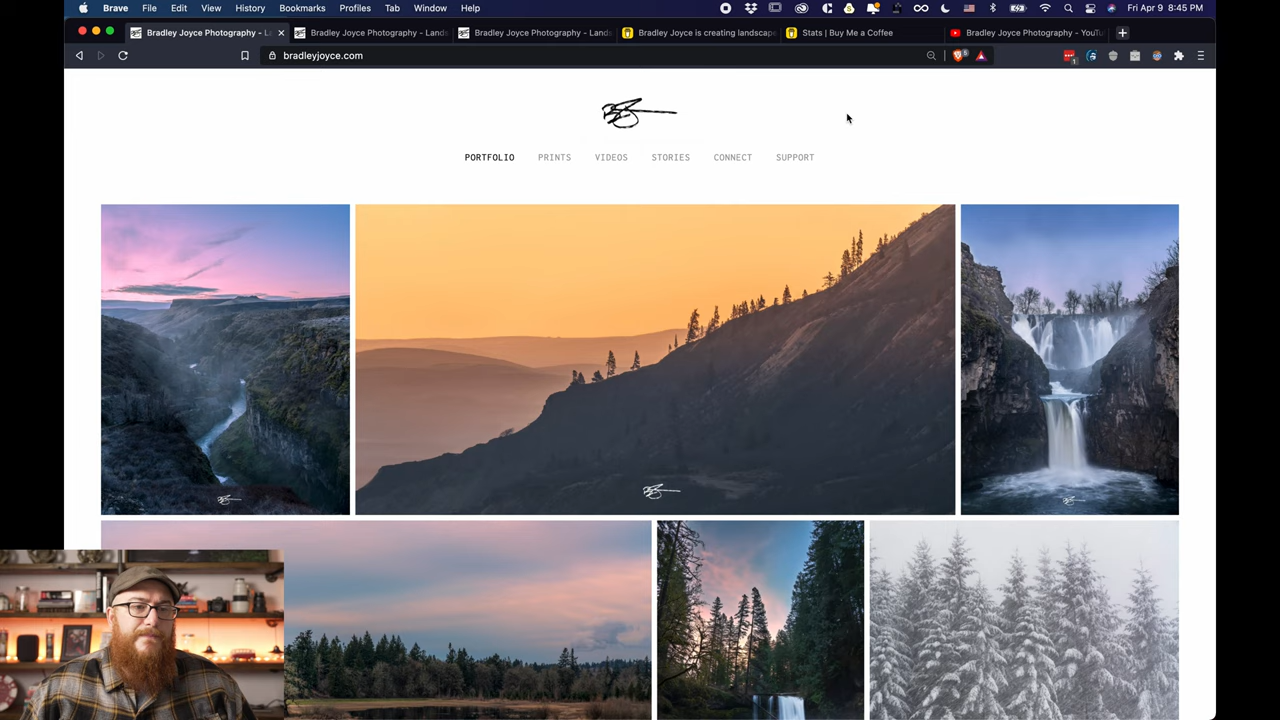 Brave File Edit View History Bookmarks Profiles Tab Window Help Fri Apr 9 8:45 PM
Bradley Joyce Photography - L Bradley Joyce Photography - Lands Bradley Joyce Photography - Lands Bradley Joyce is creating landscape Stats | Buy Me a Coffee Bradley Joyce Photography - YouTu
bradleyjoyce.com
PORTFOLIO PRINTS VIDEOS STORIES CONNECT SUPPORT